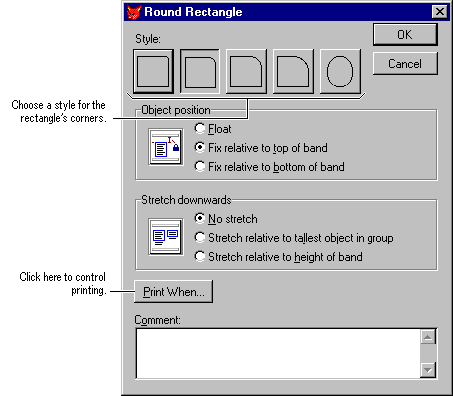 Round Rectangle
Style:
OK
Cancel
Choose a style for the
rectangle's corners.
Object position
Float
Fix relative to top of band
Fix relative to bottom of band
Stretch downwards
No stretch
Stretch relative to tallest object in group
Stretch relative to height of band
Click here to control
printing.
Print When...
Comment: